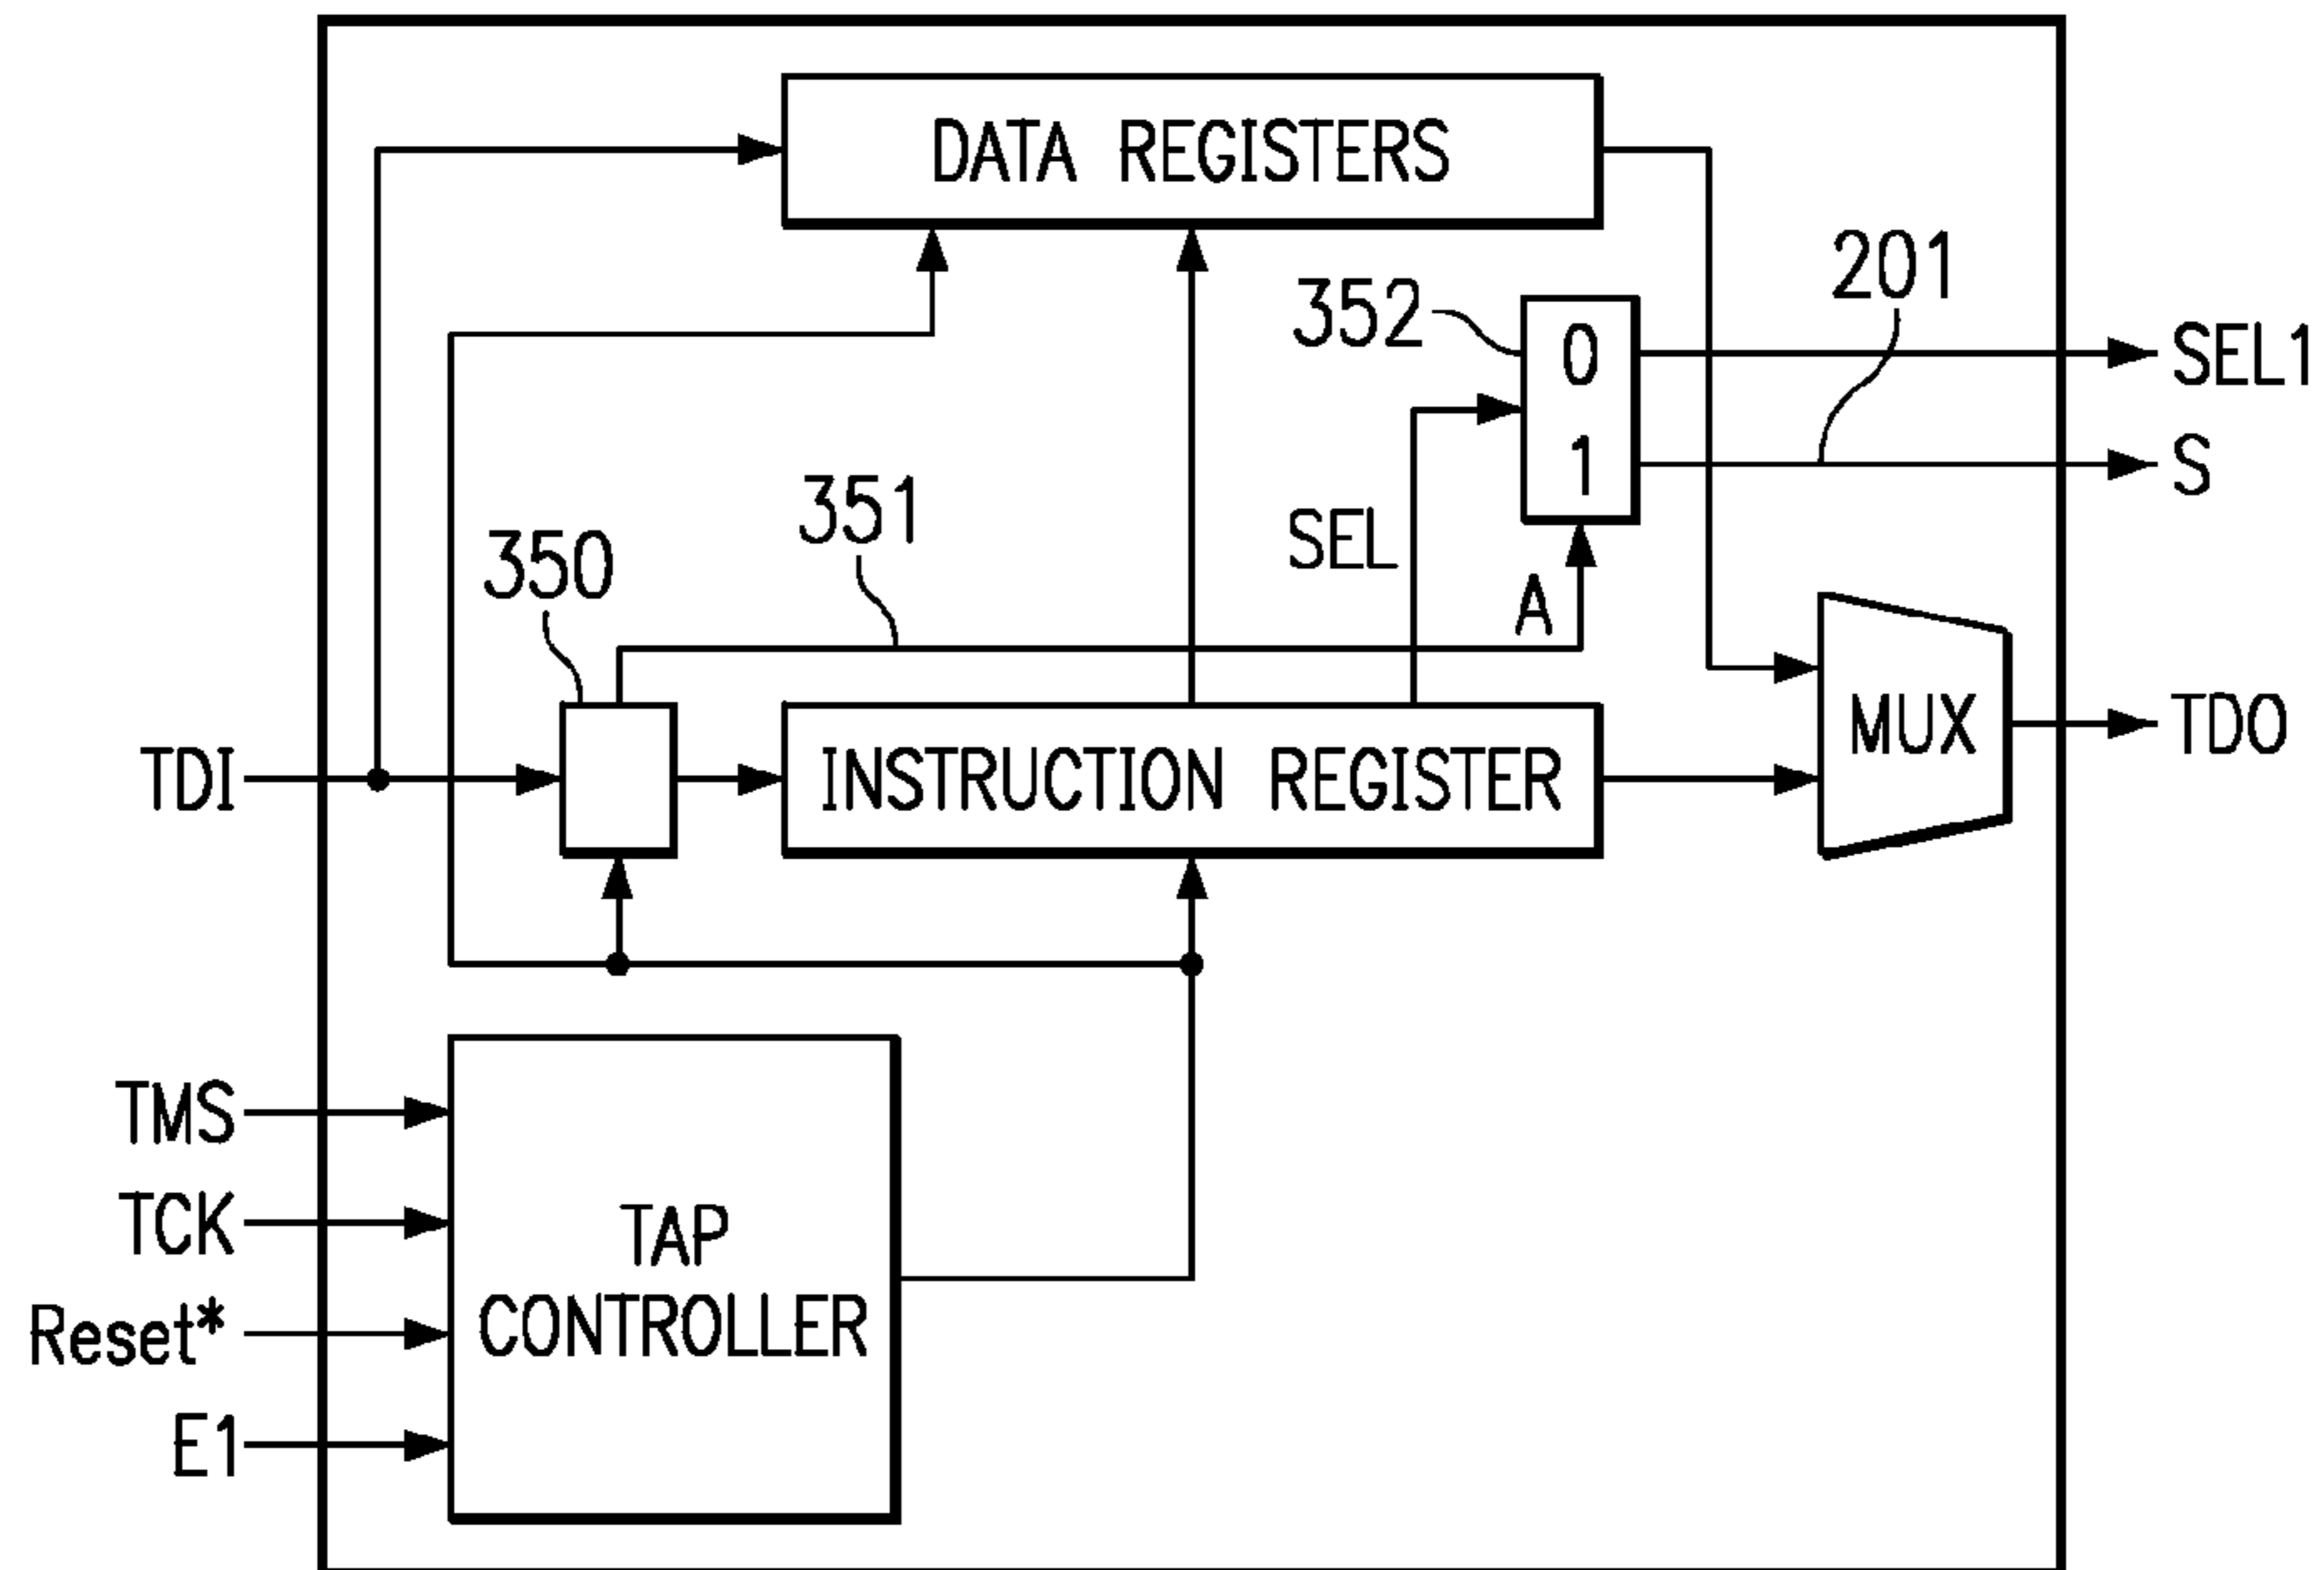 DATA REGISTERS
201
352
0
SEL1
1
S
351
SEL
350
A
MUX
TDO
TDI
INSTRUCTION REGISTER
TMS
TCK
TAP
CONTROLLER
Reset*
E1